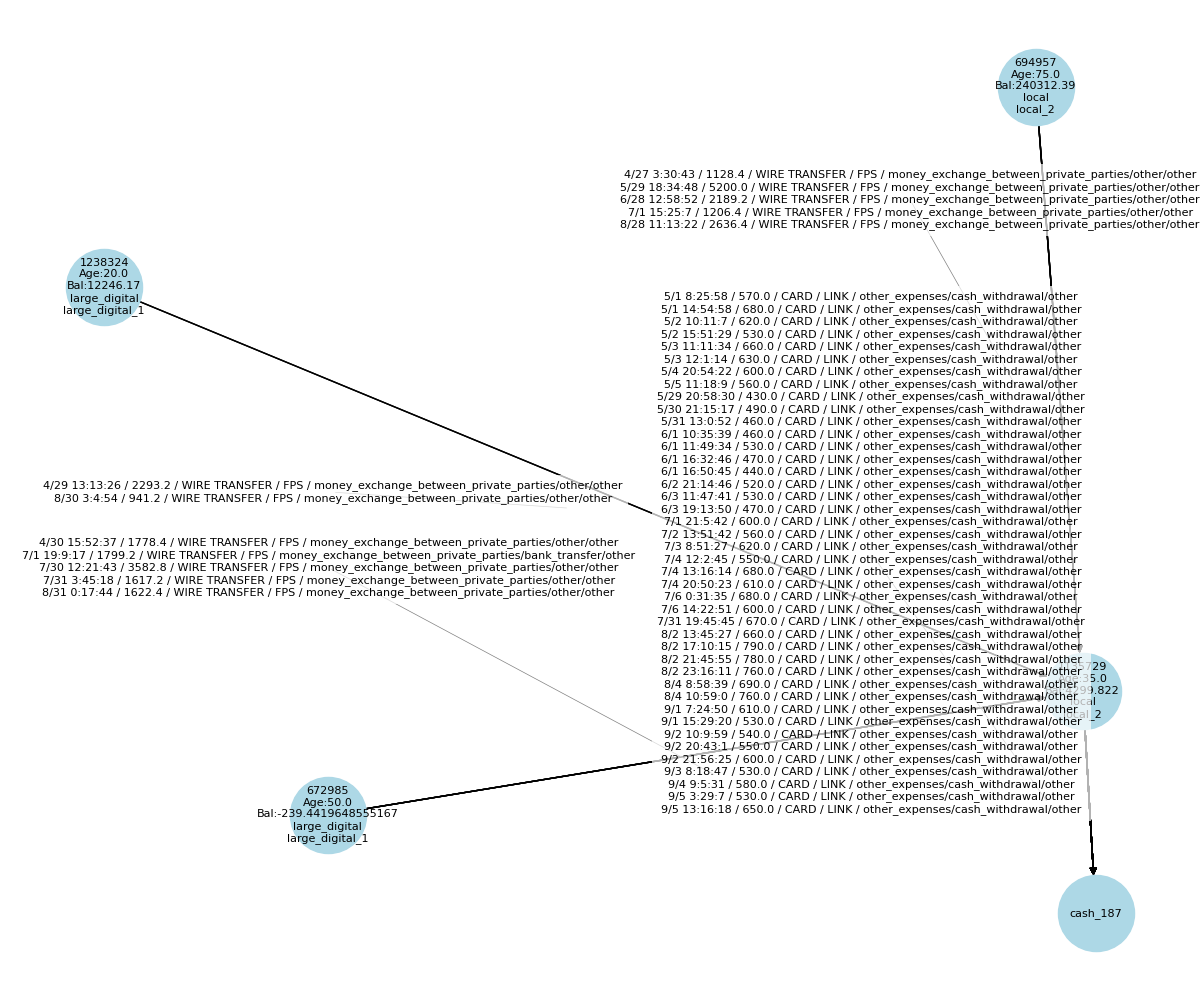 694957
Age:75.0
Bal:240312.39
local
local_2
4/27 3:30:43 / 1128.4 / WIRE TRANSFER / FPS / money_exchange_between_private_parties/other/other
5/29 18:34:48 / 5200.0 / WIRE TRANSFER / FPS / money_exchange_between_private_parties/other/other
6/28 12:58:52 / 2189.2 / WIRE TRANSFER / FPS / money_exchange_between_private_parties/other/other
7/1 15:25:7 / 1206.4 / WIRE TRANSFER / FPS / money_exchange_between_private_parties/other/other
8/28 11:13:22 / 2636.4 / WIRE TRANSFER / FPS / money_exchange_between_private_parties/other/other
1238324
Age:20.0
Bal:12246.17
large_digital
large_digital_1
5/1 8:25:58 / 570.0 / CARD / LINK / other_expenses/cash_withdrawal/other
5/1 14:54:58 / 680.0 / CARD / LINK / other_expenses/cash_withdrawal/other
5/2 10:11:7 / 620.0 / CARD / LINK / other_expenses/cash_withdrawal/other
5/2 15:51:29 / 530.0 / CARD / LINK / other_expenses/cash_withdrawal/other
5/3 11:11:34 / 660.0 / CARD / LINK / other_expenses/cash_withdrawal/other
5/3 12:1:14 / 630.0 / CARD / LINK / other_expenses/cash_withdrawal/other
5/4 20:54:22 / 600.0 / CARD / LINK / other_expenses/cash_withdrawal/other
5/5 11:18:9 / 560.0 / CARD / LINK / other_expenses/cash_withdrawal/other
5/29 20:58:30 / 430.0 / CARD / LINK / other_expenses/cash_withdrawal/other
5/30 21:15:17 / 490.0 / CARD / LINK / other_expenses/cash_withdrawal/other
5/31 13:0:52 / 460.0 / CARD / LINK / other_expenses/cash_withdrawal/other
6/1 10:35:39 / 460.0 / CARD / LINK / other_expenses/cash_withdrawal/other
6/1 11:49:34 / 530.0 / CARD / LINK / other_expenses/cash_withdrawal/other
6/1 16:32:46 / 470.0 / CARD / LINK / other_expenses/cash_withdrawal/other
6/1 16:50:45 / 440.0 / CARD / LINK / other_expenses/cash_withdrawal/other
6/2 21:14:46 / 520.0 / CARD / LINK / other_expenses/cash_withdrawal/other
6/3 11:47:41 / 530.0 / CARD / LINK / other_expenses/cash_withdrawal/other
6/3 19:13:50 / 470.0 / CARD / LINK / other_expenses/cash_withdrawal/other
7/1 21:5:42 / 600.0 / CARD / LINK / other_expenses/cash_withdrawal/other
7/2 13:51:42 / 560.0 / CARD / LINK / other_expenses/cash_withdrawal/other
7/3 8:51:27 / 620.0 / CARD / LINK / other_expenses/cash_withdrawal/other
7/4 12:2:45 / 550.0 / CARD / LINK / other_expenses/cash_withdrawal/other
7/4 13:16:14 / 680.0 / CARD / LINK / other_expenses/cash_withdrawal/other
7/4 20:50:23 / 610.0 / CARD / LINK / other_expenses/cash_withdrawal/other
7/6 0:31:35 / 680.0 / CARD / LINK / other_expenses/cash_withdrawal/other
7/6 14:22:51 / 600.0 / CARD / LINK / other_expenses/cash_withdrawal/other
7/31 19:45:45 / 670.0 / CARD / LINK / other_expenses/cash_withdrawal/other
8/2 13:45:27 / 660.0 / CARD / LINK / other_expenses/cash_withdrawal/other
8/2 17:10:15 / 790.0 / CARD / LINK / other_expenses/cash_withdrawal/other
8/2 21:45:55 / 780.0 / CARD / LINK / other_expenses/cash_withdrawal/other
8/2 23:16:11 / 760.0 / CARD / LINK / other_expenses/cash_withdrawal/other
8/4 8:58:39 / 690.0 / CARD / LINK / other_expenses/cash_withdrawal/other
8/4 10:59:0 / 760.0 / CARD / LINK / other_expenses/cash_withdrawal/other
9/1 7:24:50 / 610.0 / CARD / LINK / other_expenses/cash_withdrawal/other
9/1 15:29:20 / 530.0 / CARD / LINK / other_expenses/cash_withdrawal/other
9/2 10:9:59 / 540.0 / CARD / LINK / other_expenses/cash_withdrawal/other
9/2 20:43:1 / 550.0 / CARD / LINK / other_expenses/cash_withdrawal/other
9/2 21:56:25 / 600.0 / CARD / LINK / other_expenses/cash_withdrawal/other
9/3 8:18:47 / 530.0 / CARD / LINK / other_expenses/cash_withdrawal/other
9/4 9:5:31 / 580.0 / CARD / LINK / other_expenses/cash_withdrawal/other
9/5 3:29:7 / 530.0 / CARD / LINK / other_expenses/cash_withdrawal/other
9/5 13:16:18 / 650.0 / CARD / LINK / other_expenses/cash_withdrawal/other
4/29 13:13:26 / 2293.2 / WIRE TRANSFER / FPS / money_exchange_between_private_parties/other/other
8/30 3:4:54 / 941.2 / WIRE TRANSFER / FPS / money_exchange_between_private_parties/other/other
4/30 15:52:37 / 1778.4 / WIRE TRANSFER / FPS / money_exchange_between_private_parties/other/other
7/1 19:9:17 / 1799.2 / WIRE TRANSFER / FPS / money_exchange_between_private_parties/bank_transfer/other
7/30 12:21:43 / 3582.8 / WIRE TRANSFER / FPS / money_exchange_between_private_parties/other/other
7/31 3:45:18 / 1617.2 / WIRE TRANSFER / FPS / money_exchange_between_private_parties/other/other
8/31 0:17:44 / 1622.4 / WIRE TRANSFER / FPS / money_exchange_between_private_parties/other/other
local
local_2
672985
Age:50.0
Bal:-239.4419648555167
large_digital
large_digital_1
cash_187